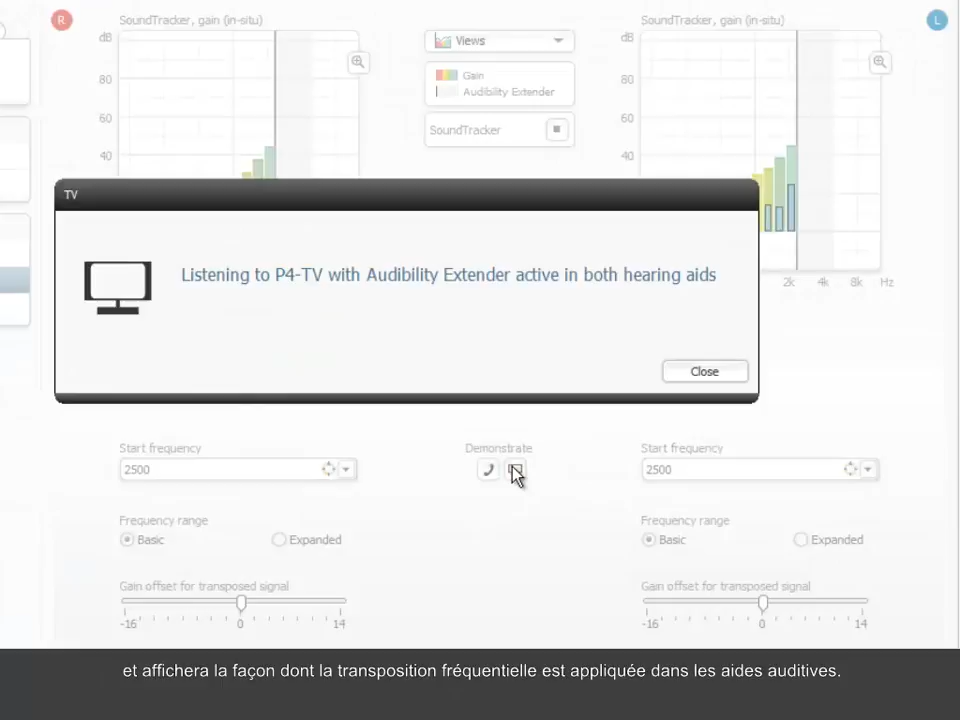 R
SoundTracker, gain (in-situ)
dB
80
60
40
Views
Gain
Audibility Extender
SoundTracker
SoundTracker, gain (in-situ)
L
dB
80
60
40
2k 4k 8k Hz
TV
Listening to P4-TV with Audibility Extender active in both hearing aids
Close
Start frequency
2500
Demonstrate
Start frequency
2500
Frequency range
Basic Expanded
Frequency range
Basic Expanded
Gain offset for transposed signal
-16 0 14
Gain offset for transposed signal
-16 0 14
et affichera la façon dont la transposition fréquentielle est appliquée dans les aides auditives.